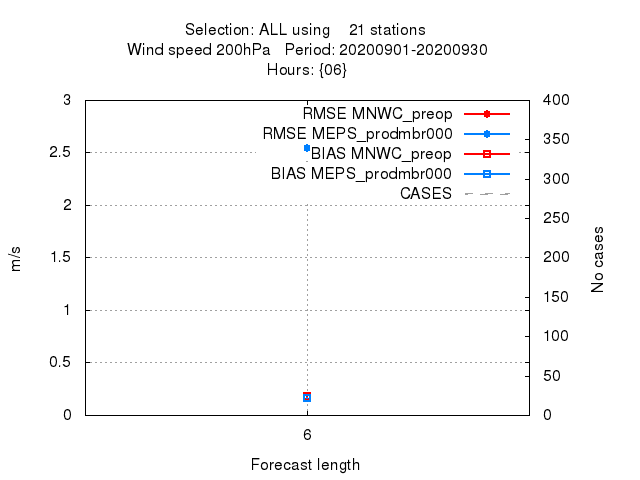 Selection: ALL using 21 stations
Wind speed 200hPa Period: 20200901-20200930
Hours: {06}
3
2.5
2
1.5
1
0.5
0
m/s
400
350
300
250
200
150
100
50
0
No cases
RMSE MNWC_preop
RMSE MEPS_prodmbr000
BIAS MNWC_preop
BIAS MEPS_prodmbr000
CASES
6
Forecast length